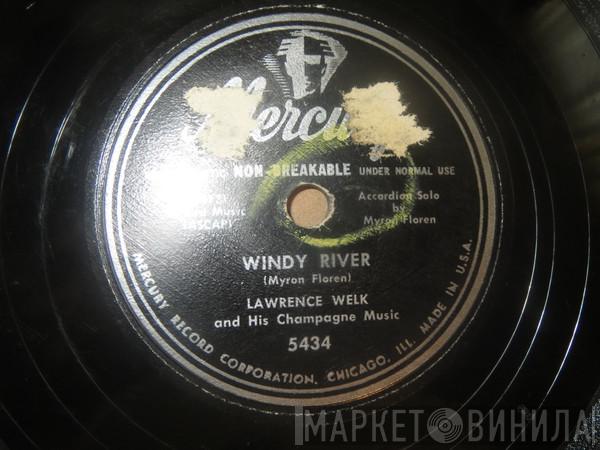 Mercury
NON BREAKABLE UNDER NORMAL USE
Music
(ASCAP)
Accordion Solo
by
Myron Floren
WINDY RIVER
(Myron Floren)
LAWRENCE WELK
and His Champagne Music
5434
MERCURY RECORD CORPORATION, CHICAGO, ILL. MADE IN U.S.A.
МАРКЕТ ВИНИЛА